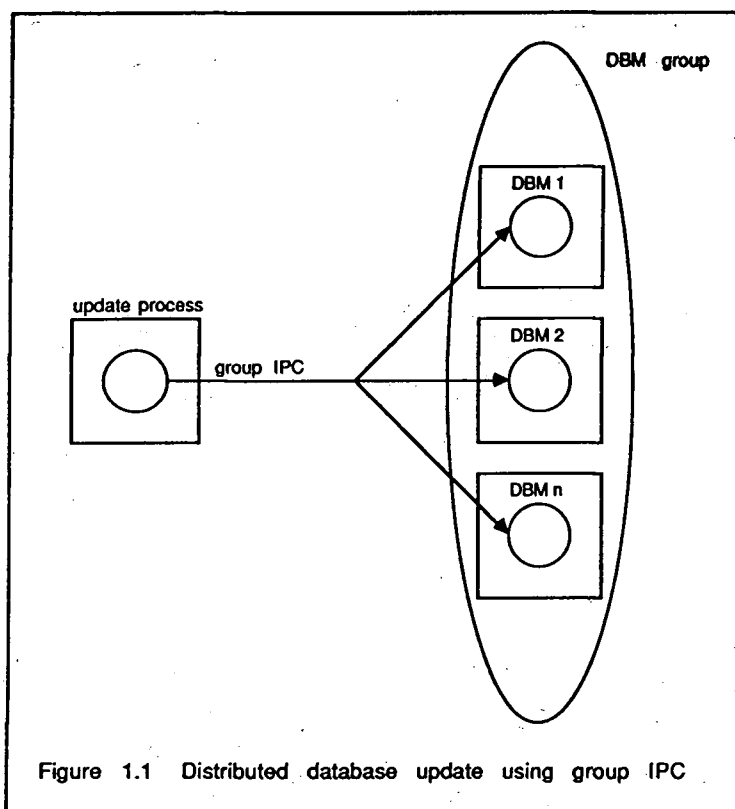 DBM group
DBM 1
update process
group IPC
DBM 2
DBM n
Figure 1.1 Distributed database update using group IPC